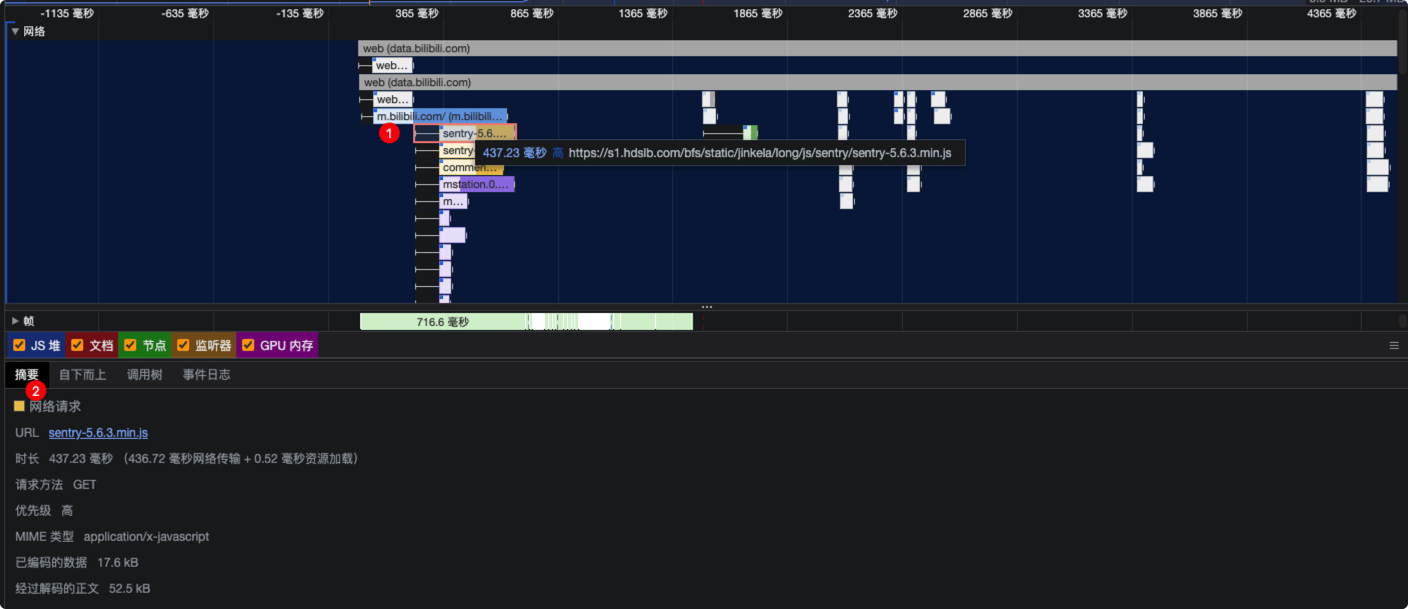 -1135 毫秒 -635 毫秒 -135 毫秒 365 毫秒 865 毫秒 1365 毫秒 1865 毫秒 2365 毫秒 2865 毫秒 3365 毫秒 3865 毫秒 4365 毫秒
网络
web (data.bilibili.com)
web...
web (data.bilibili.com)
web...
m.bilibili.com/ (m.bilibili...
1
sentry-5.6....
sentry
437.23 毫秒 高 https://s1.hdslb.com/bfs/static/jinkela/long/js/sentry/sentry-5.6.3.min.js
commen...
mstation.0....
m...
帧
716.6 毫秒
JS 堆 文档 节点 监听器 GPU 内存
摘要 自下而上 调用树 事件日志
2
网络请求
URL sentry-5.6.3.min.js
时长 437.23 毫秒 （436.72 毫秒网络传输 + 0.52 毫秒资源加载）
请求方法 GET
优先级 高
MIME 类型 application/x-javascript
已编码的数据 17.6 kB
经过解码的正文 52.5 kB